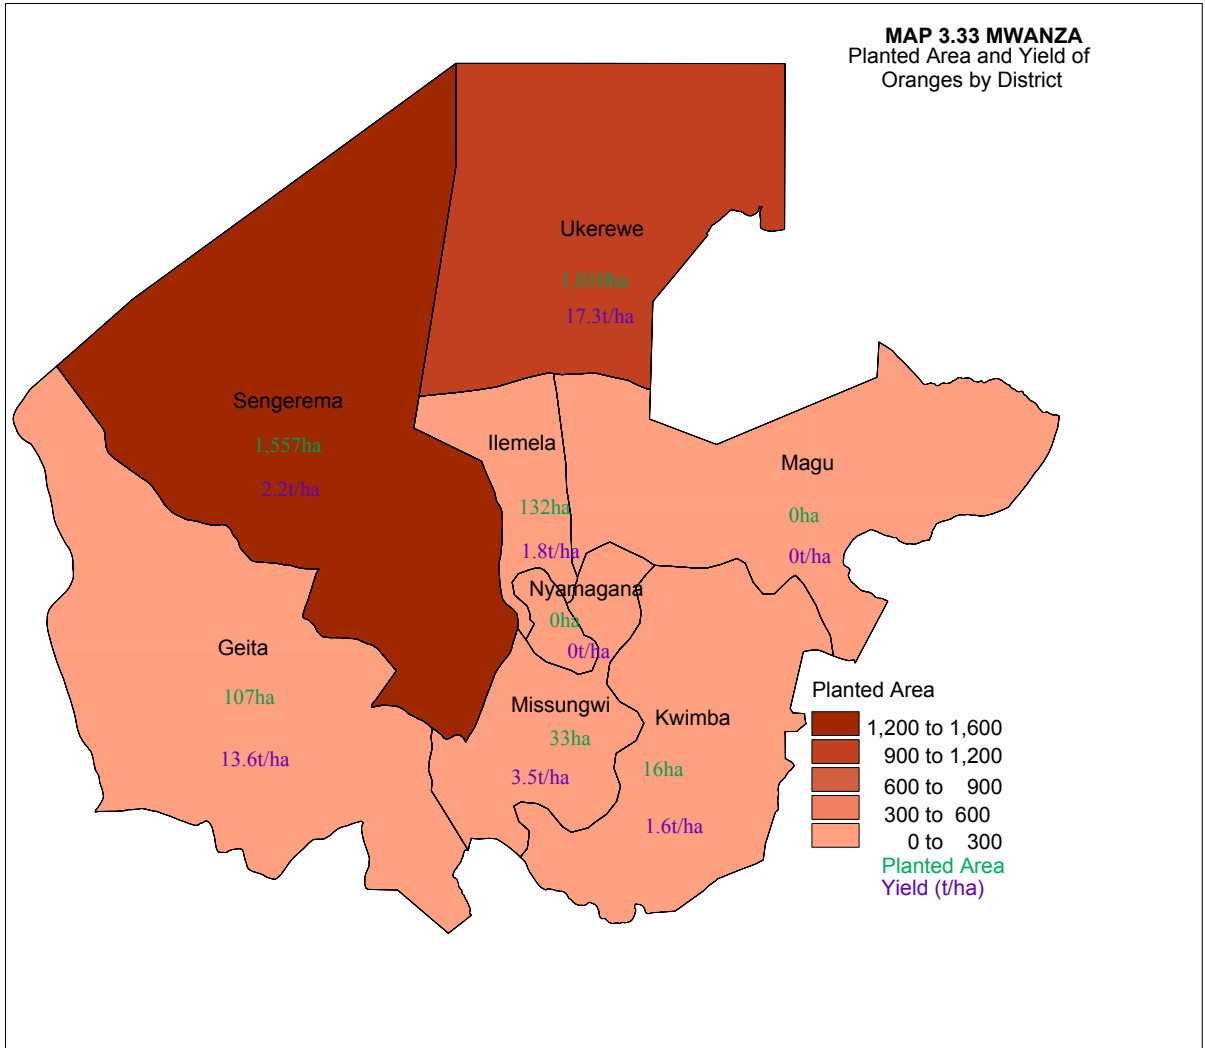 MAP 3.33 MWANZA
Planted Area and Yield of
Oranges by District
Ukerewe
1,010ha
17.3t/ha
Sengerema
1,557ha
2.2t/ha
Ilemela
132ha
1.8t/ha
Magu
0ha
0t/ha
Nyamagana
0ha
0t/ha
Geita
107ha
13.6t/ha
Missungwi
33ha
3.5t/ha
Kwimba
16ha
1.6t/ha
Planted Area
1,200 to 1,600
900 to 1,200
600 to 900
300 to 600
0 to 300
Planted Area
Yield (t/ha)